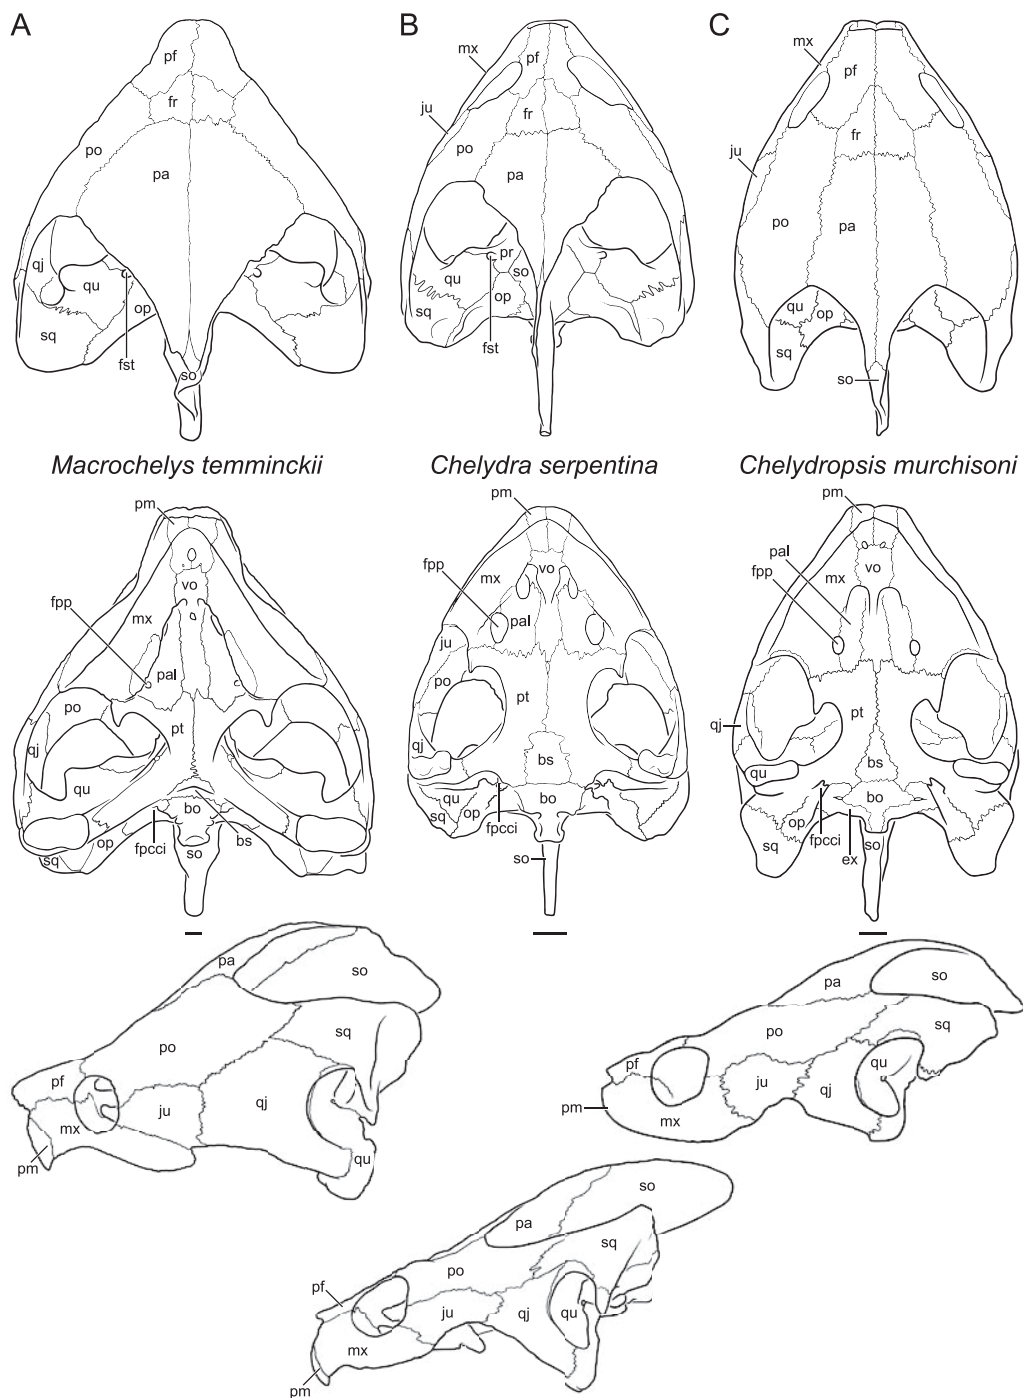 A
B
C
pf
fr
po
pa
qj
qu
op
sq
fst
so
mx
pf
ju
fr
po
pa
pr
qu
so
op
sq
fst
mx
pf
ju
fr
po
pa
qu
op
sq
so
Macrochelys temminckii
Chelydra serpentina
Chelydropsis murchisoni
pm
vo
fpp
mx
pal
po
pt
qj
qu
bo
op
sq
fpcci
so
bs
pm
vo
mx
fpp
pal
ju
po
pt
qj
bs
qu
bo
sq
op
fpcci
so
pm
pal
vo
fpp
mx
pt
qj
bs
qu
bo
op
sq
fpcci
ex
so
pa
so
po
sq
pf
ju
qj
mx
pm
qu
pa
so
po
sq
pf
qu
ju
qj
pm
mx
so
pa
sq
po
pf
ju
qj
qu
mx
pm